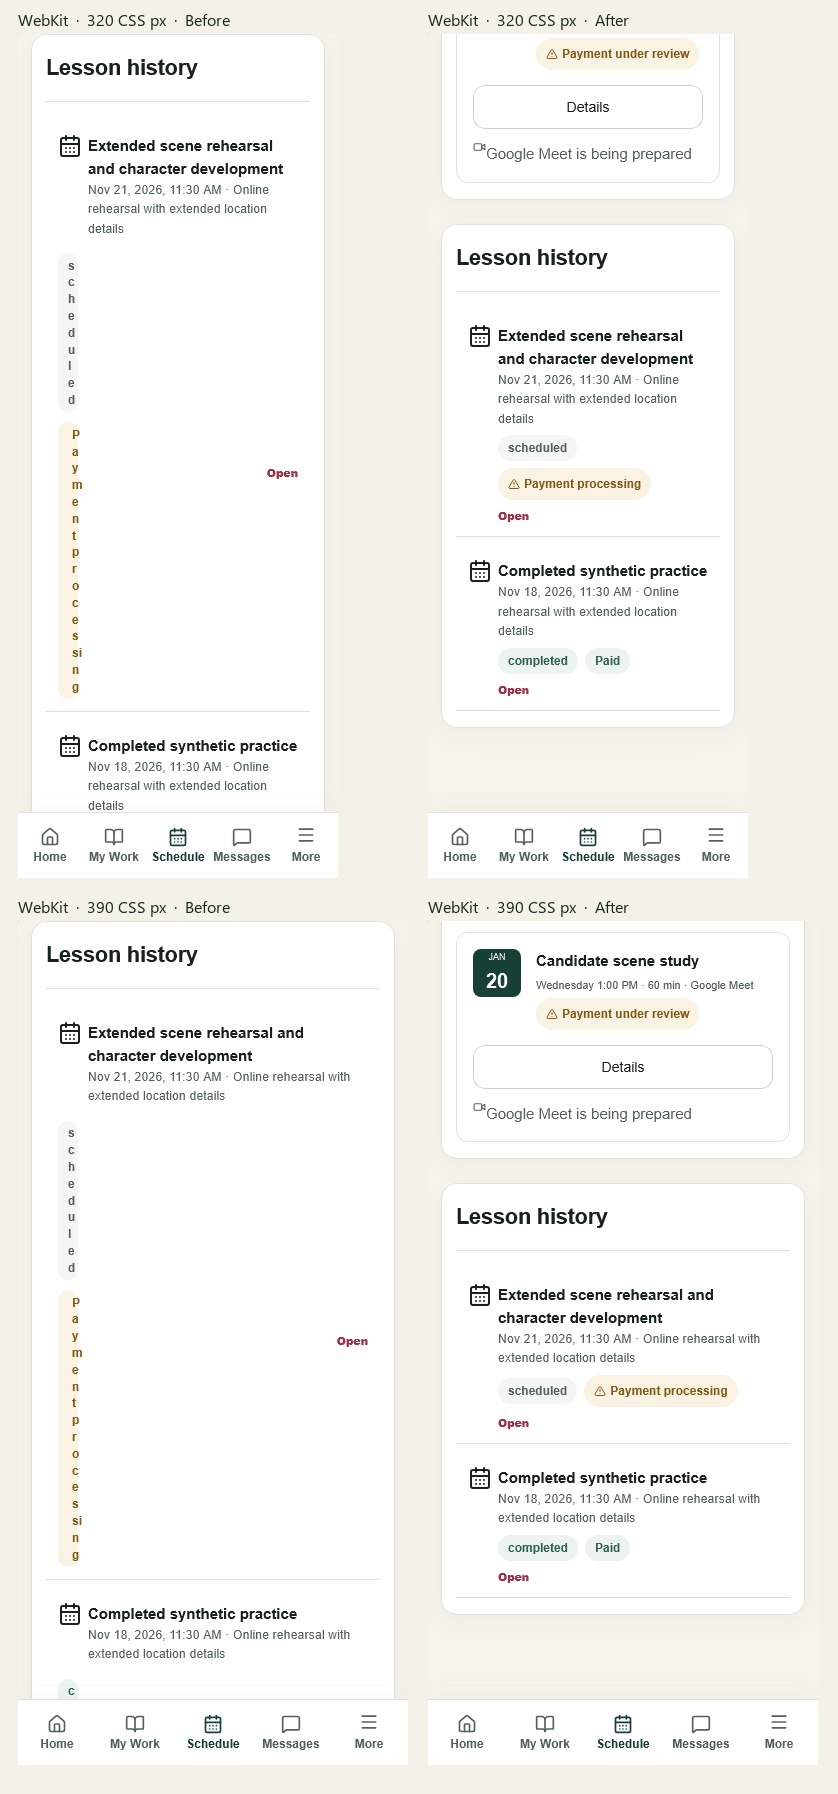 WebKit · 320 CSS px · Before
Lesson history
Extended scene rehearsal
and character development
Nov 21, 2026, 11:30 AM · Online
rehearsal with extended location
details
scheduled
Payment processing
Open
Completed synthetic practice
Nov 18, 2026, 11:30 AM · Online
rehearsal with extended location
details
Home
My Work
Schedule
Messages
More
WebKit · 320 CSS px · After
Payment under review
Details
Google Meet is being prepared
Lesson history
Extended scene rehearsal
and character development
Nov 21, 2026, 11:30 AM · Online
rehearsal with extended location
details
scheduled
Payment processing
Open
Completed synthetic practice
Nov 18, 2026, 11:30 AM · Online
rehearsal with extended location
details
completed Paid
Open
Home
My Work
Schedule
Messages
More
WebKit · 390 CSS px · Before
Lesson history
Extended scene rehearsal and
character development
Nov 21, 2026, 11:30 AM · Online rehearsal with
extended location details
scheduled
Payment processing
Open
Completed synthetic practice
Nov 18, 2026, 11:30 AM · Online rehearsal with
extended location details
c
Home
My Work
Schedule
Messages
More
WebKit · 390 CSS px · After
JAN
20
Candidate scene study
Wednesday 1:00 PM · 60 min · Google Meet
Payment under review
Details
Google Meet is being prepared
Lesson history
Extended scene rehearsal and
character development
Nov 21, 2026, 11:30 AM · Online rehearsal with
extended location details
scheduled Payment processing
Open
Completed synthetic practice
Nov 18, 2026, 11:30 AM · Online rehearsal with
extended location details
completed Paid
Open
Home
My Work
Schedule
Messages
More